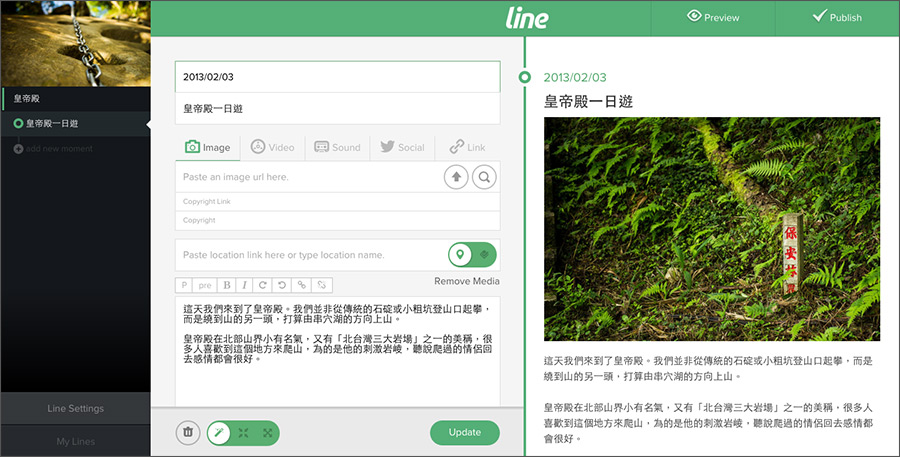 line
Preview
Publish
皇帝殿
皇帝殿一日遊
add new moment
Line Settings
My Lines
2013/02/03
皇帝殿一日遊
Image
Video
Sound
Social
Link
Paste an image url here.
Copyright Link
Copyright
Paste location link here or type location name.
Remove Media
P
pre
B
I
這天我們來到了皇帝殿。我們並非從傳統的石碇或小粗坑登山口起攀，
而是繞到山的另一頭，打算由串穴湖的方向上山。
皇帝殿在北部山界小有名氣，又有「北台灣三大岩場」之一的美稱，很
多人喜歡到這個地方來爬山，為的是他的刺激岩崚，聽說爬過的情侶回
去感情都會很好。
Update
2013/02/03
皇帝殿一日遊
保安林界
這天我們來到了皇帝殿。我們並非從傳統的石碇或小粗坑登山口起攀，而是
繞到山的另一頭，打算由串穴湖的方向上山。
皇帝殿在北部山界小有名氣，又有「北台灣三大岩場」之一的美稱，很多人
喜歡到這個地方來爬山，為的是他的刺激岩崚，聽說爬過的情侶回去感情都
會很好。